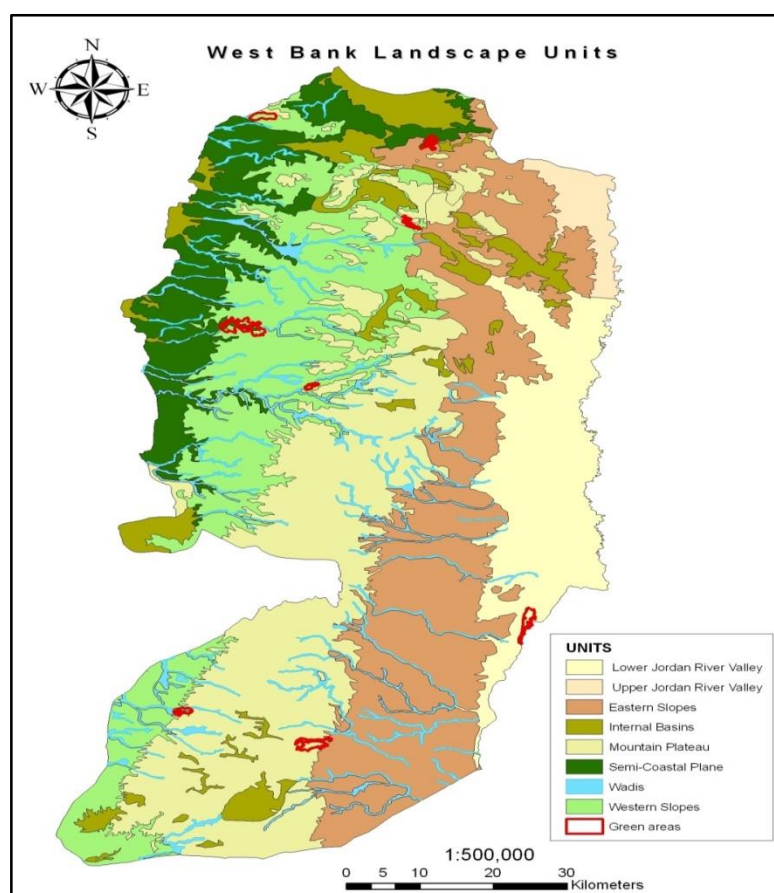 West Bank Landscape Units
N
W
E
S
UNITS
Lower Jordan River Valley
Upper Jordan River Valley
Eastern Slopes
Internal Basins
Mountain Plateau
Semi-Coastal Plane
Wadis
Western Slopes
Green areas
1:500,000
0 5 10 20 30
Kilometers